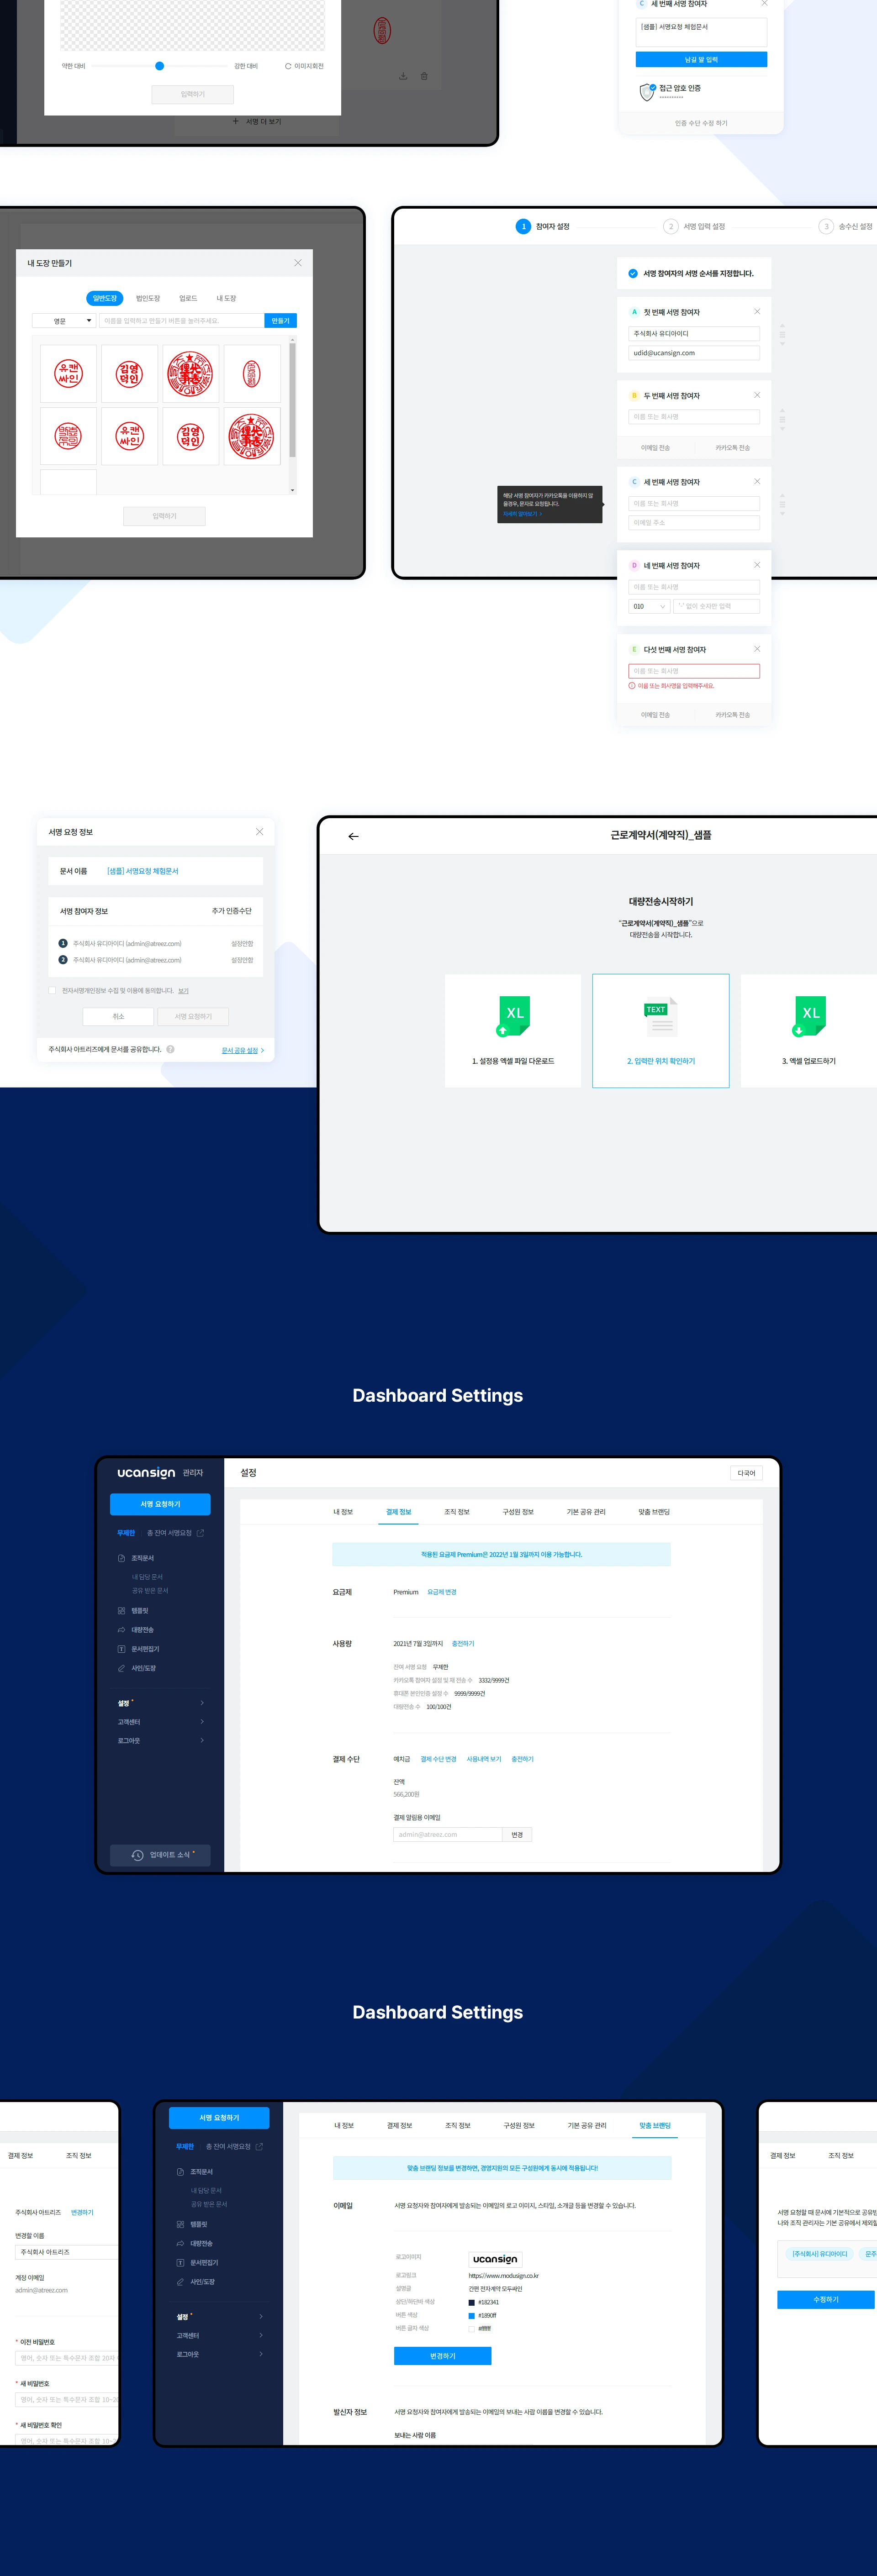 약한 대비
강한 대비
이미지회전
입력하기
+ 서명 더 보기
C 세 번째 서명 참여자
[샘플] 서명요청 체험문서
남길 말 입력
접근 암호 인증
인증 수단 수정 하기
내 도장 만들기
일반도장 법인도장 업로드 내 도장
영문
이름을 입력하고 만들기 버튼을 눌러주세요.
만들기
유캔
싸인
김영
덕인
유캔
싸인
김영
덕인
입력하기
1 참여자 설정
2 서명 입력 설정
3 송수신 설정
서명 참여자의 서명 순서를 지정합니다.
A 첫 번째 서명 참여자
주식회사 유디아이디
udid@ucansign.com
B 두 번째 서명 참여자
이름 또는 회사명
이메일 전송 카카오톡 전송
C 세 번째 서명 참여자
이름 또는 회사명
이메일 주소
해당 서명 참여자가 카카오톡을 이용하지 않
을경우, 문자로 요청됩니다.
자세히 알아보기 >
D 네 번째 서명 참여자
이름 또는 회사명
010
'-' 없이 숫자만 입력
E 다섯 번째 서명 참여자
이름 또는 회사명
이름 또는 회사명을 입력해주세요.
이메일 전송 카카오톡 전송
서명 요청 정보
문서 이름 [샘플] 서명요청 체험문서
서명 참여자 정보 추가 인증수단
1 주식회사 유디아이디 (admin@atreez.com) 설정안함
2 주식회사 유디아이디 (admin@atreez.com) 설정안함
전자서명개인정보 수집 및 이용에 동의합니다. 보기
취소 서명 요청하기
주식회사 아트리즈에게 문서를 공유합니다. ? 문서 공유 설정 >
근로계약서(계약직)_샘플
대량전송시작하기
"근로계약서(계약직)_샘플"으로
대량전송을 시작합니다.
XL
1. 설정용 엑셀 파일 다운로드
TEXT
2. 입력한 위치 확인하기
XL
3. 엑셀 업로드하기
Dashboard Settings
ucansign 관리자
서명 요청하기
무제한 총 잔여 서명요청
조직문서
내 담당 문서
공유 받은 문서
템플릿
대량전송
문서편집기
사인/도장
설정
고객센터
로그아웃
업데이트 소식
설정
다국어
내 정보 결제 정보 조직 정보 구성원 정보 기본 공유 관리 맞춤 브랜딩
적용된 요금제 Premium은 2022년 1월 3일까지 이용 가능합니다.
요금제 Premium 요금제 변경
사용량 2021년 7월 3일까지 충전하기
잔여 서명 요청 무제한
카카오톡 참여자 설정 및 재 전송 수 3332/9999건
휴대폰 본인인증 설정 수 9999/9999건
대량전송 수 100/100건
결제 수단 예치금 결제 수단 변경 사용내역 보기 충전하기
잔액
566,200원
결제 알림용 이메일
admin@atreez.com 변경
Dashboard Settings
결제 정보 조직 정보
주식회사 아트리즈 변경하기
변경할 이름
주식회사 아트리즈
계정 이메일
admin@atreez.com
* 이전 비밀번호
영어, 숫자 또는 특수문자 조합 20자
* 새 비밀번호
영어, 숫자 또는 특수문자 조합 10~20
* 새 비밀번호 확인
서명 요청하기
무제한 총 잔여 서명요청
조직문서
내 담당 문서
공유 받은 문서
템플릿
대량전송
문서편집기
사인/도장
설정
고객센터
로그아웃
내 정보 결제 정보 조직 정보 구성원 정보 기본 공유 관리 맞춤 브랜딩
맞춤 브랜딩 정보를 변경하면, 경영지원의 모든 구성원에게 동시에 적용됩니다!
이메일 서명 요청자와 참여자에게 발송되는 이메일의 로고 이미지, 스타일, 소개글 등을 변경할 수 있습니다.
로고이미지 ucansign
로고링크 https://www.modusign.co.kr
설명글 간편 전자계약 모두싸인
상단/하단바 색상 #182341
버튼 색상 #1890ff
버튼 글자 색상 #ffffff
변경하기
발신자 정보 서명 요청자와 참여자에게 발송되는 이메일의 보내는 사람 이름을 변경할 수 있습니다.
보내는 사람 이름
결제 정보 조직 정보
서명 요청할 때 문서에 기본적으로 공유
나와 조직 관리자는 기본 공유에서 제외
[주식회사] 유디아이디
수정하기